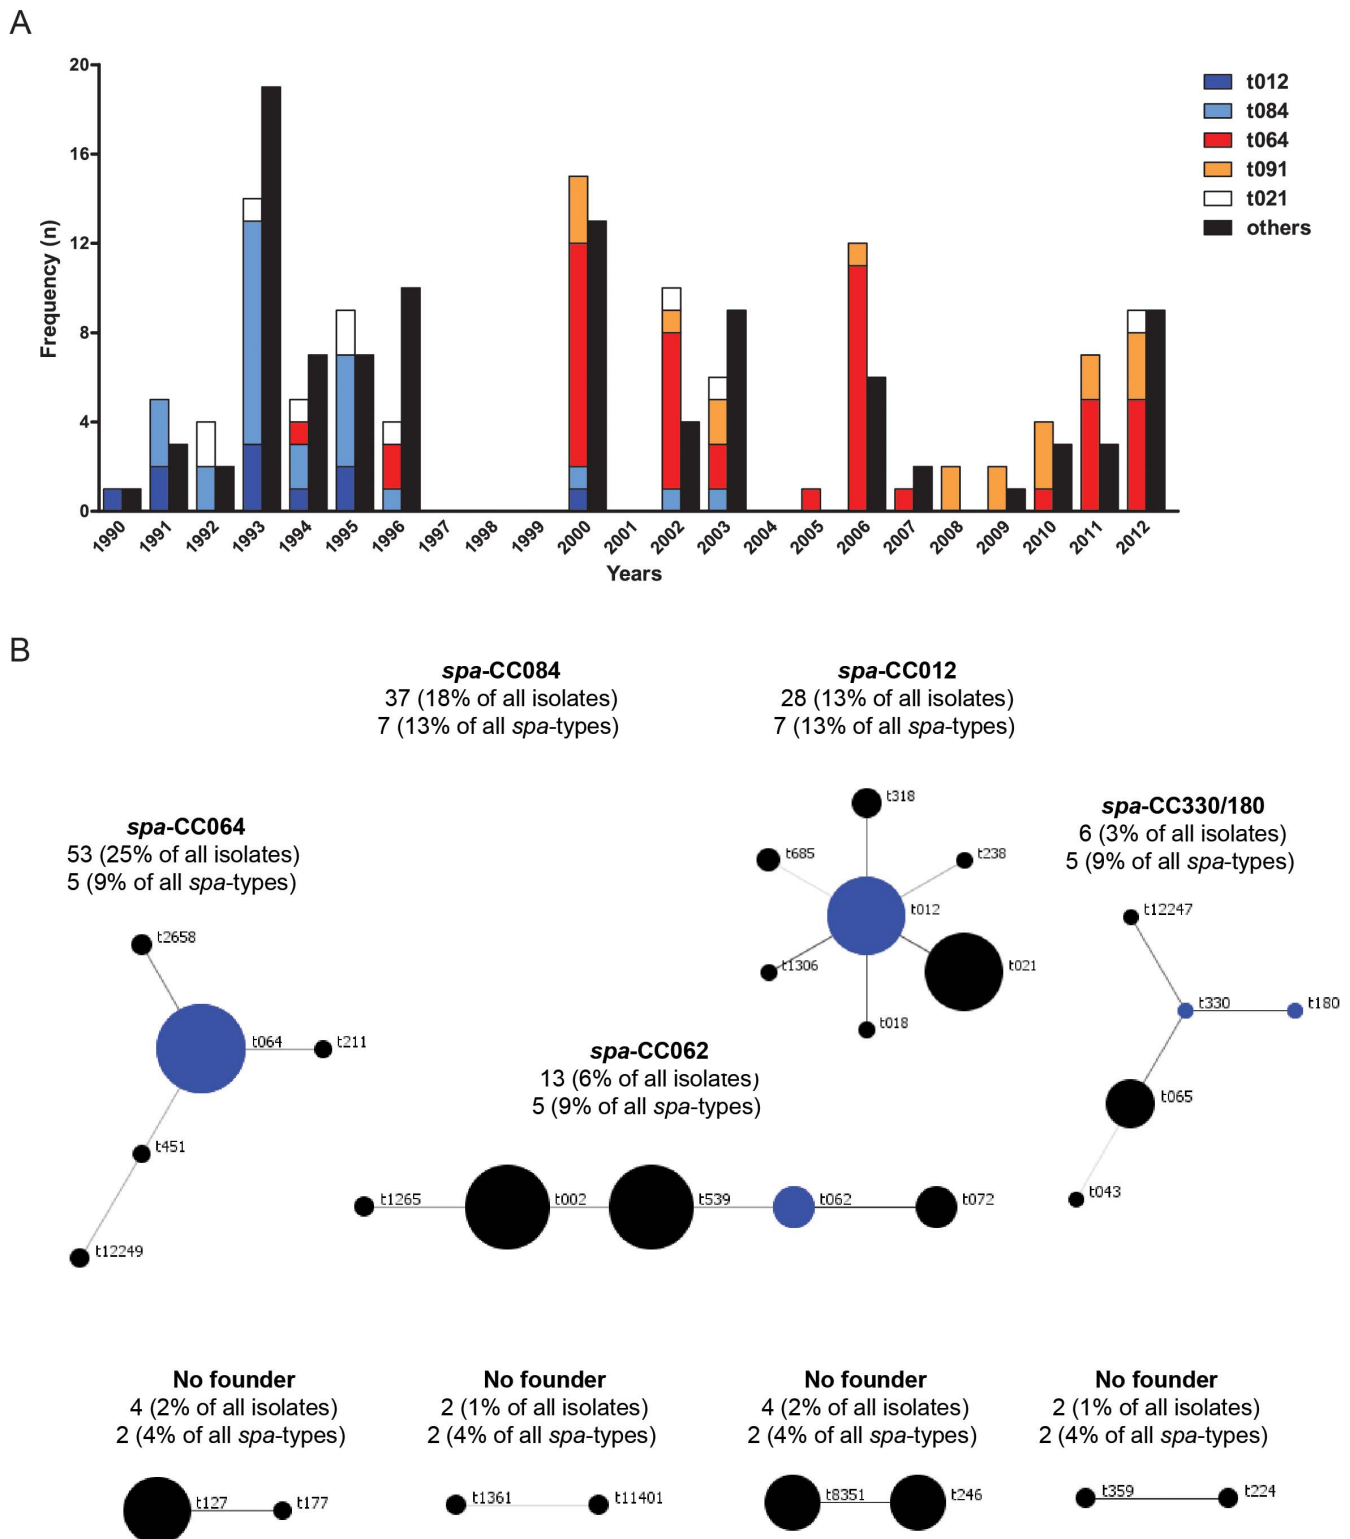 A
20
16
12
8
4
0
Frequency (n)
1990 1991 1992 1993 1994 1995 1996 1997 1998 1999 2000 2001 2002 2003 2004 2005 2006 2007 2008 2009 2010 2011 2012
Years
t012
t084
t064
t091
t021
others
B
spa-CC084
37 (18% of all isolates)
7 (13% of all spa-types)
spa-CC012
28 (13% of all isolates)
7 (13% of all spa-types)
t318
t685
t238
t012
t1306
t021
t018
spa-CC330/180
6 (3% of all isolates)
5 (9% of all spa-types)
t12247
t330
t180
t065
t043
spa-CC064
53 (25% of all isolates)
5 (9% of all spa-types)
t2658
t064
t211
t451
t12249
spa-CC062
13 (6% of all isolates)
5 (9% of all spa-types)
t1265
t002
t539
t062
t072
No founder
4 (2% of all isolates)
2 (4% of all spa-types)
t127
t177
No founder
2 (1% of all isolates)
2 (4% of all spa-types)
t1361
t11401
No founder
4 (2% of all isolates)
2 (4% of all spa-types)
t8351
t246
No founder
2 (1% of all isolates)
2 (4% of all spa-types)
t359
t224